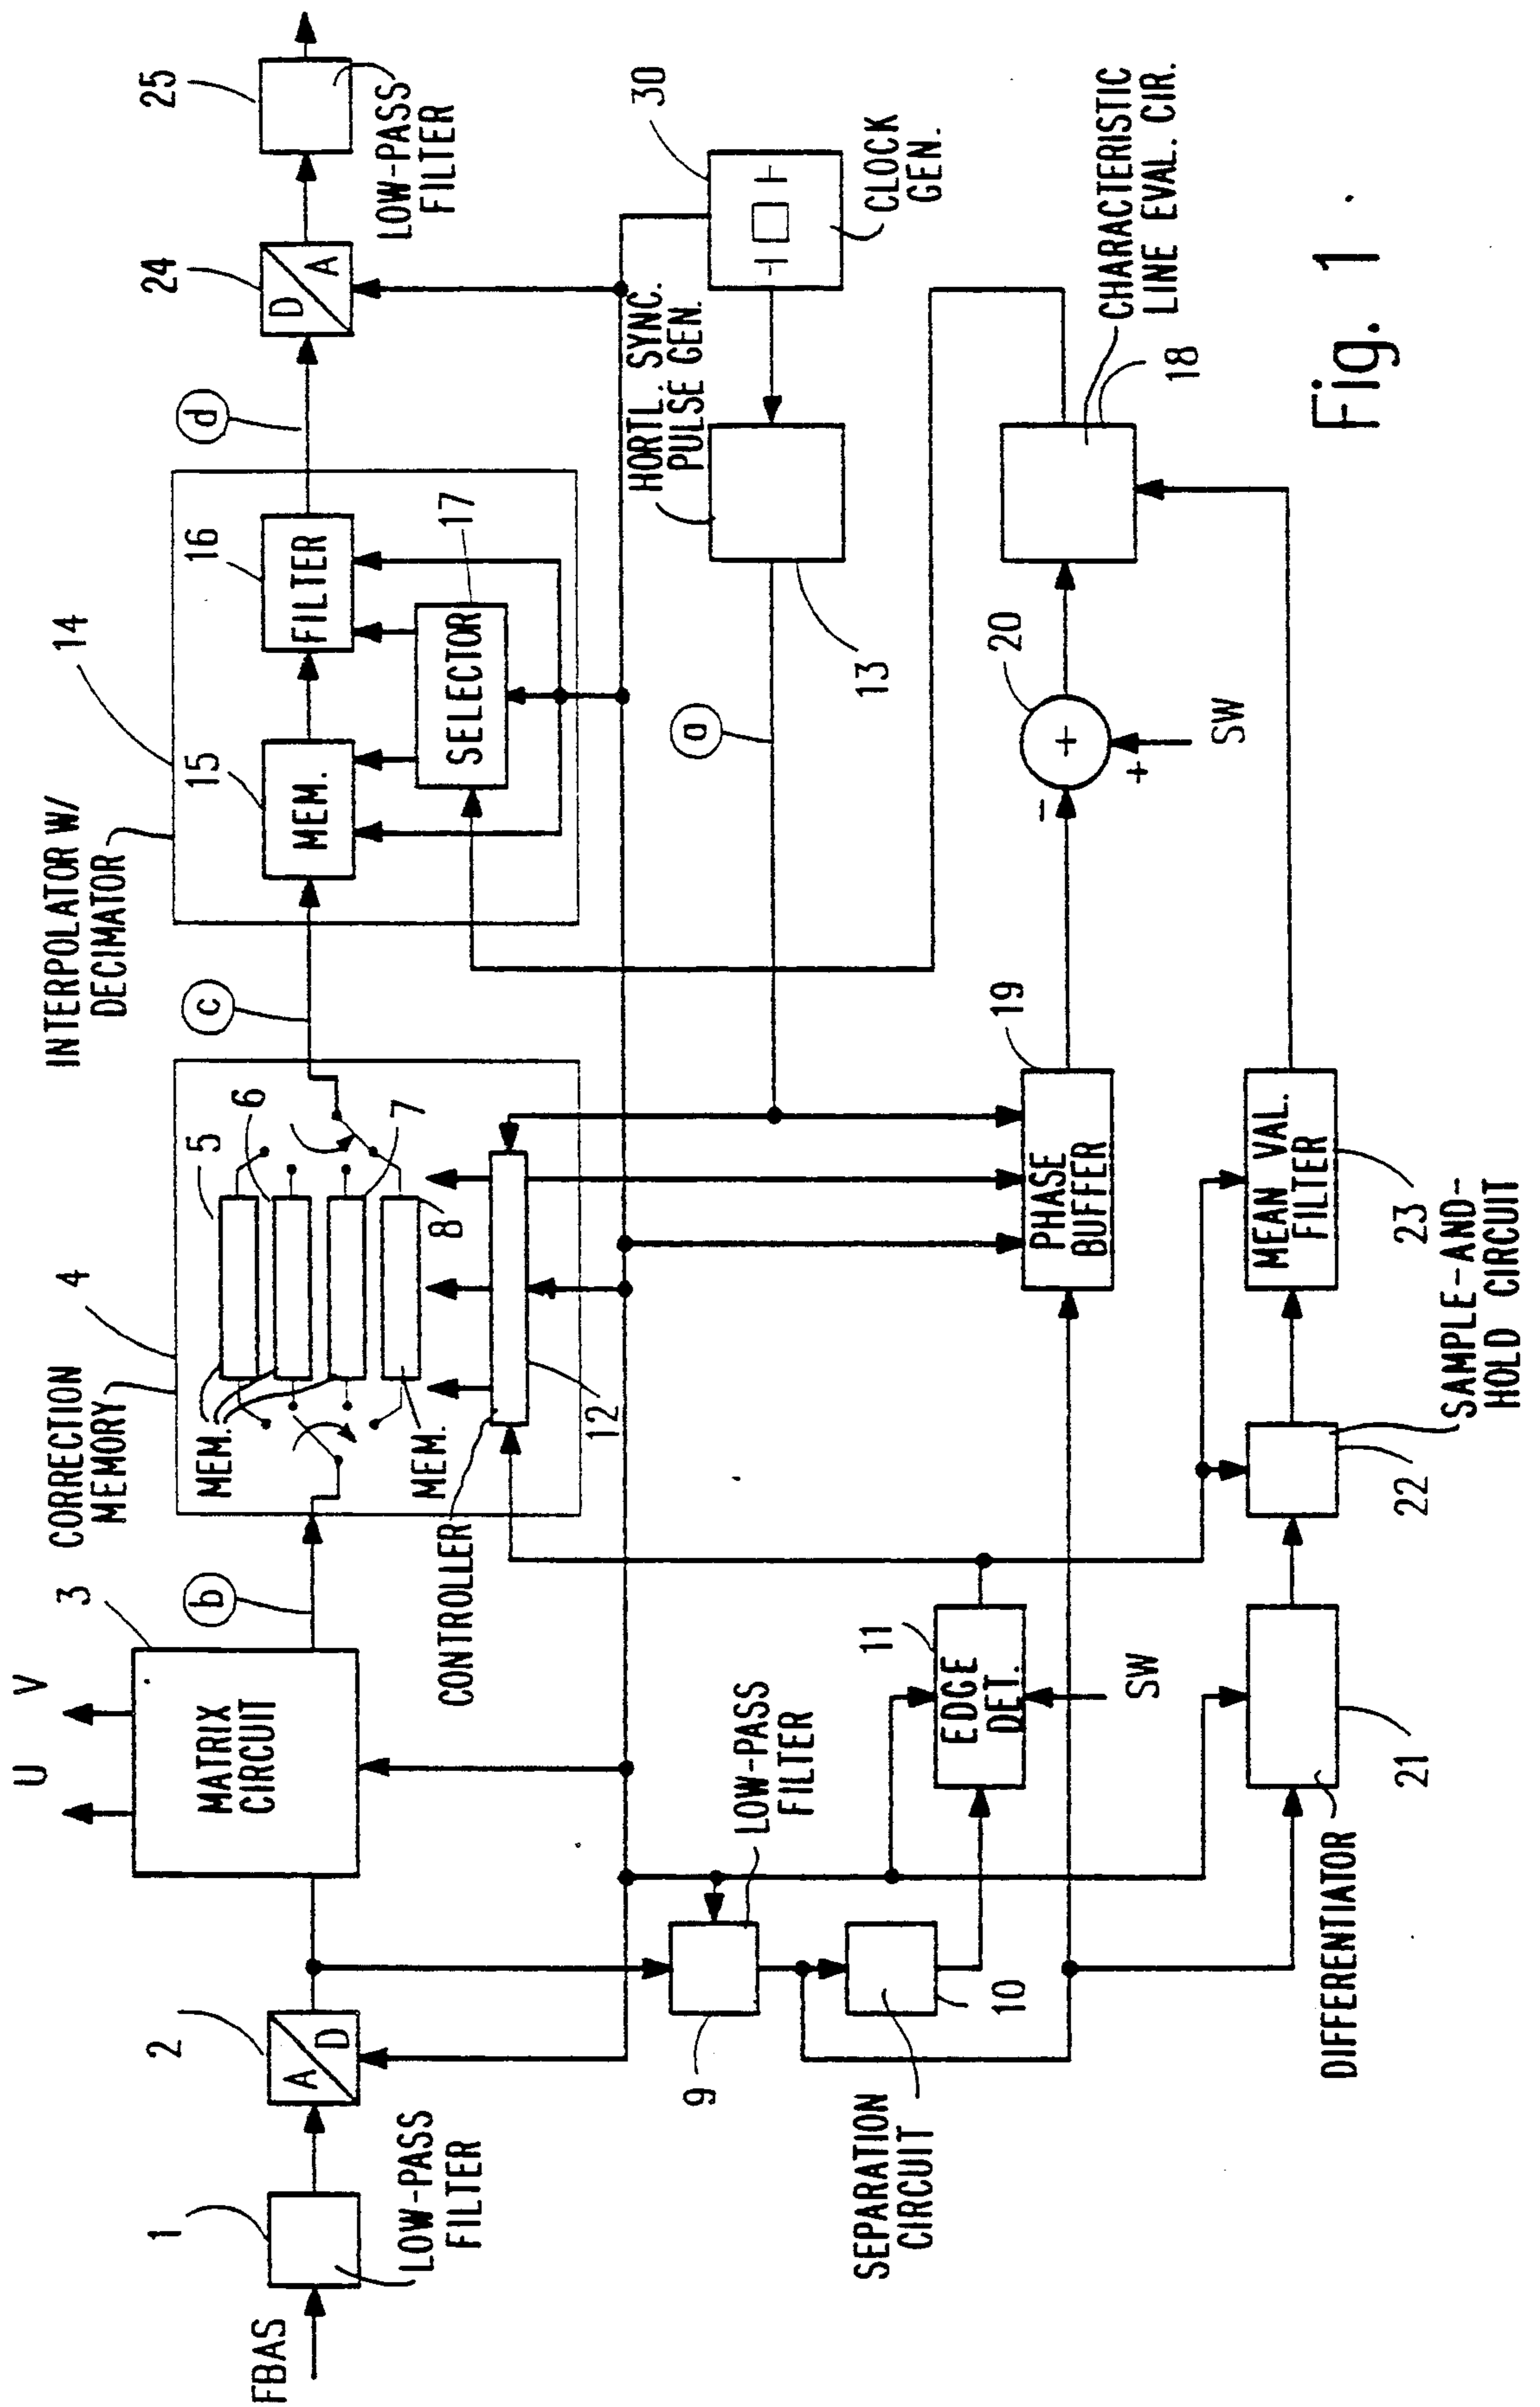 FBAS
1
LOW-PASS
FILTER
2
A
D
U
V
3
MATRIX
CIRCUIT
b
CORRECTION
MEMORY
4
MEM.
5
6
7
8
MEM.
CONTROLLER
12
c
INTERPOLATOR W/
DECIMATOR
14
15
MEM.
16
FILTER
17
SELECTOR
d
24
D
A
25
LOW-PASS
FILTER
30
CLOCK
GEN.
HORTL. SYNC.
PULSE GEN.
13
a
9
LOW-PASS
FILTER
SEPARATION
CIRCUIT
10
11
EDGE
DET.
SW
19
PHASE
BUFFER
20
+
−
+
SW
18
CHARACTERISTIC
LINE EVAL. CIR.
DIFFERENTIATOR
21
22
SAMPLE-AND-
HOLD CIRCUIT
MEAN VAL.
FILTER
23
Fig. 1